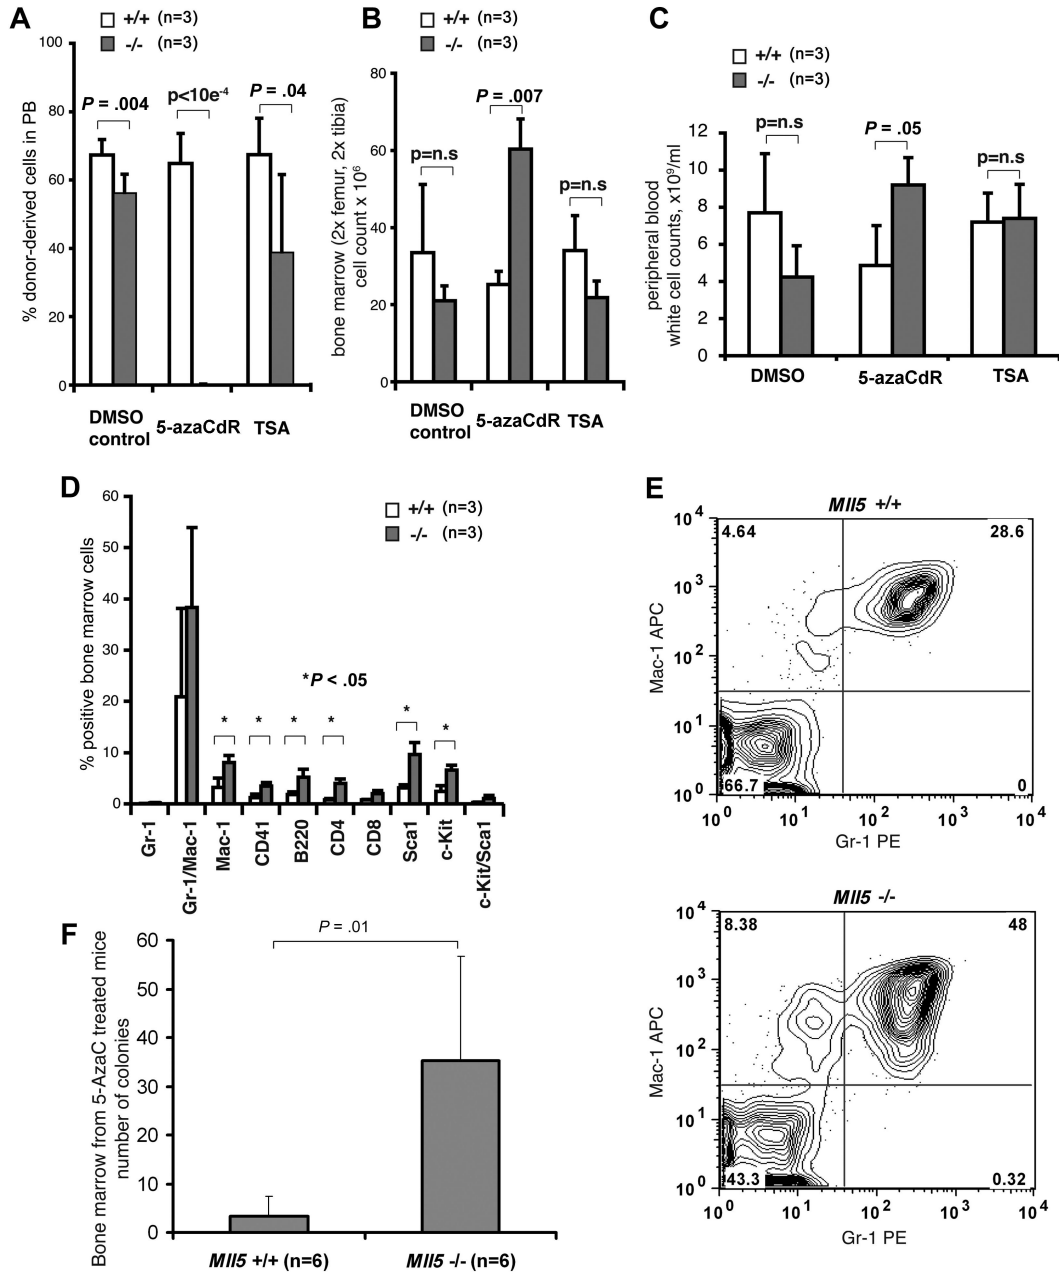 A
+/+ (n=3)
-/- (n=3)
% donor-derived cells in PB
100
80
60
40
20
0
P = .004
p<10e-4
P = .04
DMSO
control
5-azaCdR
TSA
B
+/+ (n=3)
-/- (n=3)
bone marrow (2x femur, 2x tibia)
cell count x 10⁶
80
60
40
20
0
p=n.s
P = .007
p=n.s
DMSO
control
5-azaCdR
TSA
C
+/+ (n=3)
-/- (n=3)
peripheral blood
white cell counts, x10⁹/ml
12
10
8
6
4
2
0
p=n.s
P = .05
p=n.s
DMSO
5-azaCdR
TSA
D
+/+ (n=3)
-/- (n=3)
% positive bone marrow cells
60
50
40
30
20
10
0
*P < .05
*
*
*
*
*
*
Gr-1
Gr-1/Mac-1
Mac-1
CD41
B220
CD4
CD8
Sca1
c-Kit
c-Kit/Sca1
E
Mll5 +/+
Mac-1 APC
10⁴
10³
10²
10¹
10⁰
4.64
28.6
66.7
0
10⁰
10¹
10²
10³
10⁴
Gr-1 PE
Mll5 -/-
Mac-1 APC
10⁴
10³
10²
10¹
10⁰
8.38
48
43.3
0.32
10⁰
10¹
10²
10³
10⁴
Gr-1 PE
F
Bone marrow from 5-AzaC treated mice
number of colonies
60
50
40
30
20
10
0
P = .01
Mll5 +/+ (n=6)
Mll5 -/- (n=6)